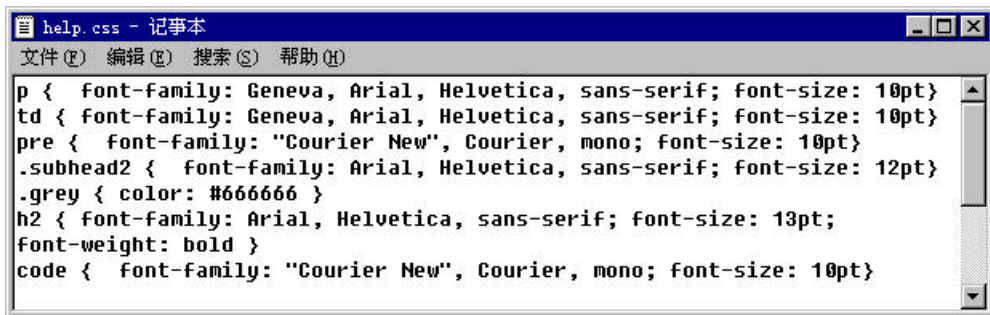 help.css - 记事本
文件(F) 编辑(E) 搜索(S) 帮助(H)
p {  font-family: Geneva, Arial, Helvetica, sans-serif; font-size: 10pt}
td { font-family: Geneva, Arial, Helvetica, sans-serif; font-size: 10pt}
pre {  font-family: "Courier New", Courier, mono; font-size: 10pt}
.subhead2 {  font-family: Arial, Helvetica, sans-serif; font-size: 12pt}
.grey { color: #666666 }
h2 { font-family: Arial, Helvetica, sans-serif; font-size: 13pt;
font-weight: bold }
code {  font-family: "Courier New", Courier, mono; font-size: 10pt}